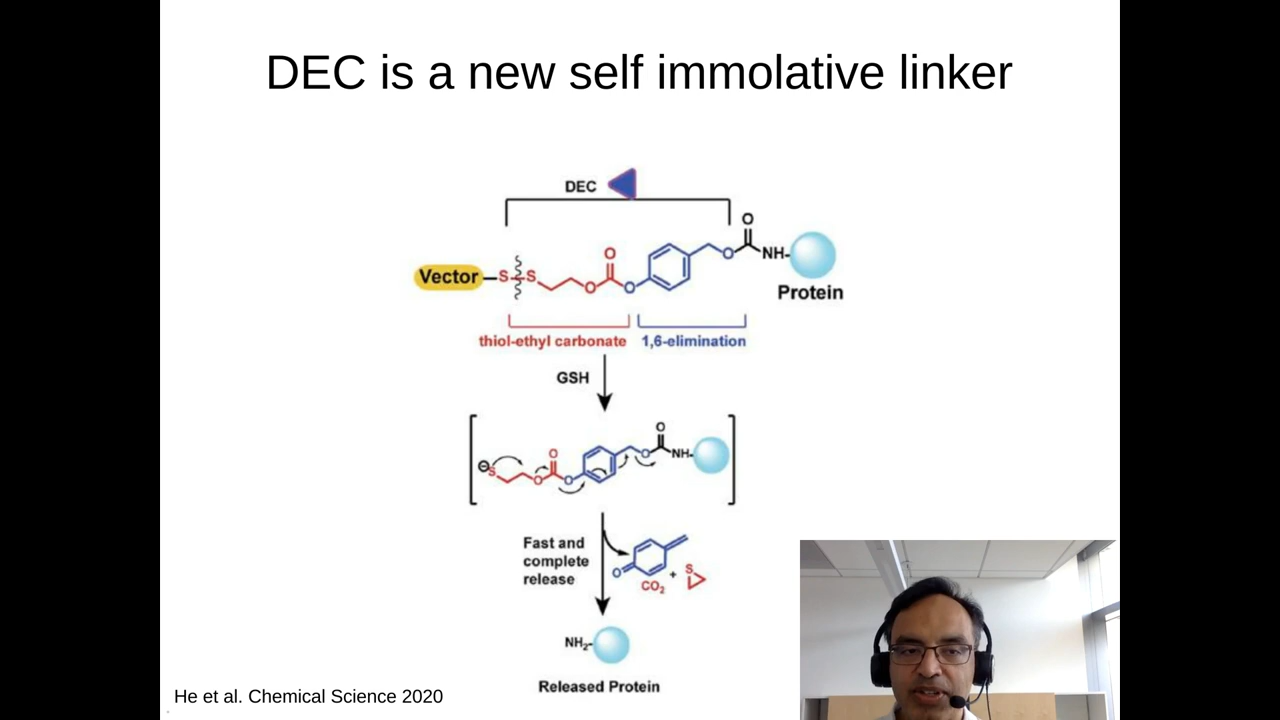 DEC is a new self immolative linker
DEC
O
O
Vector
S
S
O
O
O
NH
Protein
thiol-ethyl carbonate
1,6-elimination
GSH
O
O
⊖S
O
O
O
NH
Fast and
complete
release
O
CO₂
+
S
NH₂
Released Protein
He et al. Chemical Science 2020